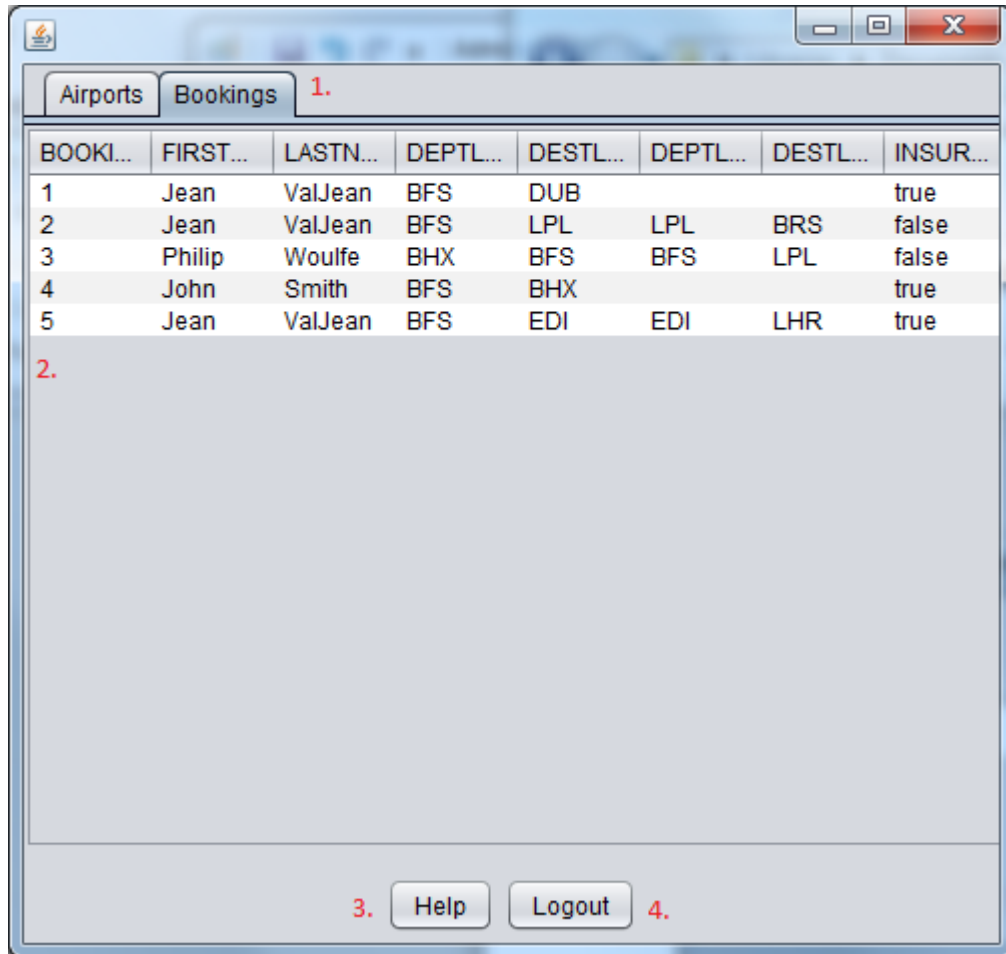 Airports Bookings 1.
BOOKI... FIRST... LASTN... DEPTL... DESTL... DEPTL... DESTL... INSUR...
1 Jean ValJean BFS DUB true
2 Jean ValJean BFS LPL LPL BRS false
3 Philip Woulfe BHX BFS BFS LPL false
4 John Smith BFS BHX true
5 Jean ValJean BFS EDI EDI LHR true
2.
3. Help Logout 4.